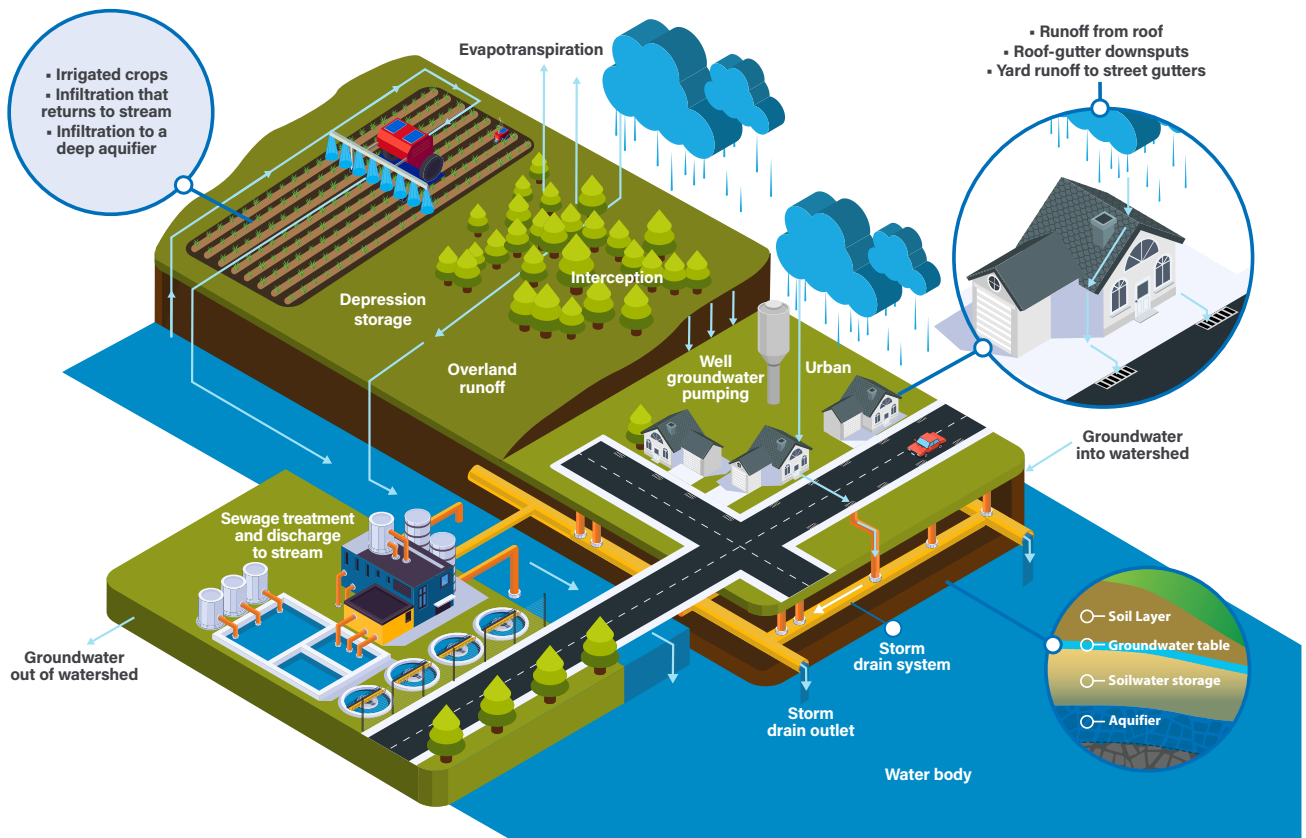 ▪ Irrigated crops
▪ Infiltration that
returns to stream
▪ Infiltration to a
deep aquifier
Evapotranspiration
▪ Runoff from roof
▪ Roof-gutter downsputs
▪ Yard runoff to street gutters
Interception
Depression
storage
Overland
runoff
Well
groundwater
pumping
Urban
Groundwater
into watershed
Sewage treatment
and discharge
to stream
Groundwater
out of watershed
Storm
drain system
Storm
drain outlet
Soil Layer
Groundwater table
Soilwater storage
Aquifier
Water body